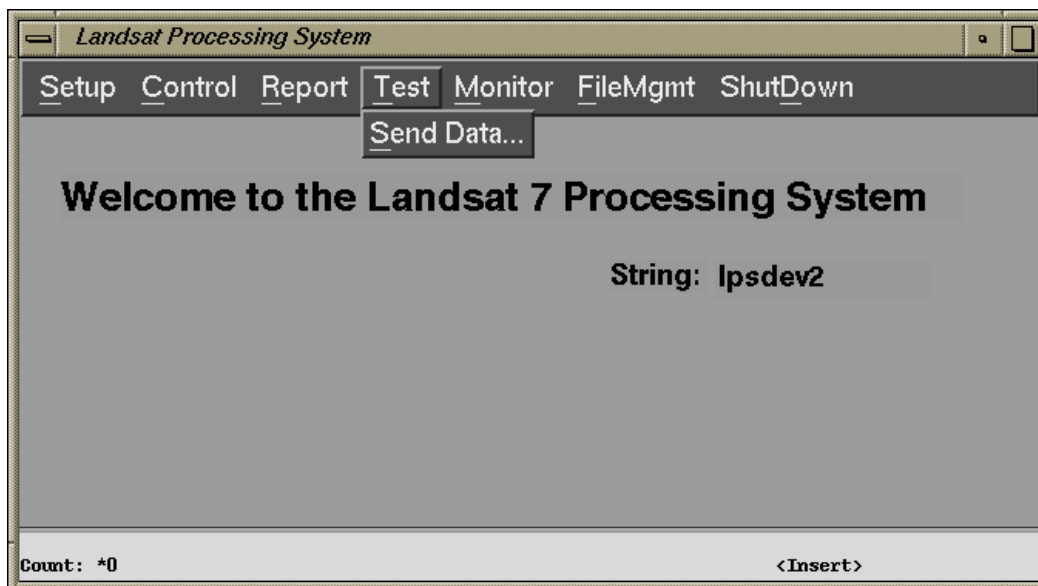 Landsat Processing System
Setup Control Report Test Monitor FileMgmt ShutDown
Send Data...
Welcome to the Landsat 7 Processing System
String: lpsdev2
Count: *0 <Insert>